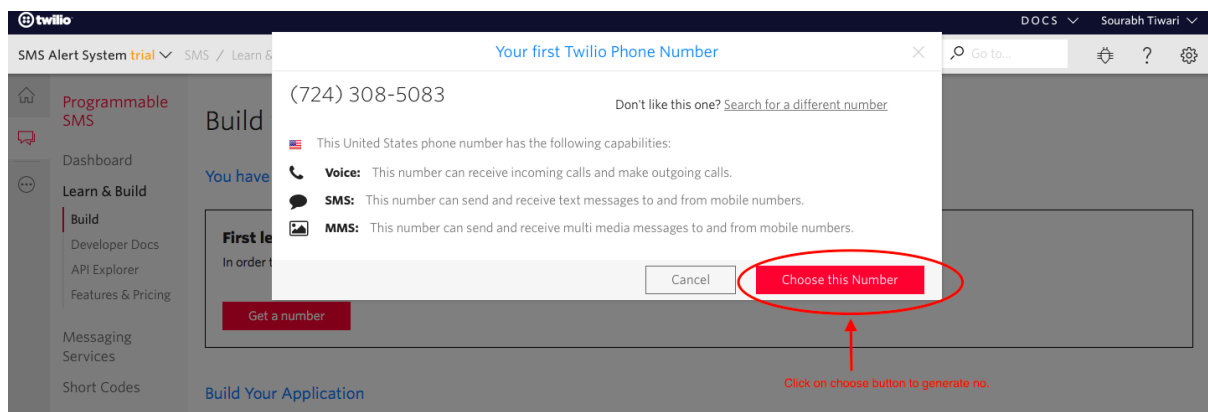 twilio
DOCS
Sourabh Tiwari
SMS Alert System trial
SMS / Learn &
Go to...
?
Your first Twilio Phone Number
(724) 308-5083
Don't like this one? Search for a different number
This United States phone number has the following capabilities:
Voice: This number can receive incoming calls and make outgoing calls.
SMS: This number can send and receive text messages to and from mobile numbers.
MMS: This number can send and receive multi media messages to and from mobile numbers.
Cancel
Choose this Number
Programmable
SMS
Dashboard
Learn & Build
Build
Developer Docs
API Explorer
Features & Pricing
Messaging
Services
Short Codes
Build
You have
First le
In order t
Get a number
Build Your Application
Click on choose button to generate no.